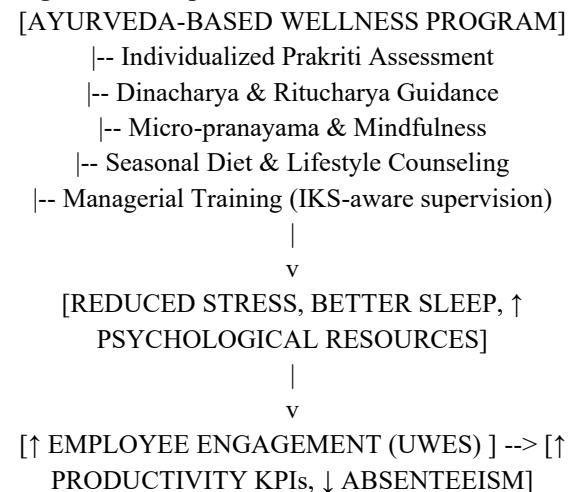 [AYURVEDA-BASED WELLNESS PROGRAM]
|-- Individualized Prakriti Assessment
|-- Dinacharya & Ritucharya Guidance
|-- Micro-pranayama & Mindfulness
|-- Seasonal Diet & Lifestyle Counseling
|-- Managerial Training (IKS-aware supervision)
|
v
[REDUCED STRESS, BETTER SLEEP, ↑
PSYCHOLOGICAL RESOURCES]
|
v
[↑ EMPLOYEE ENGAGEMENT (UWES) ] --> [↑
PRODUCTIVITY KPIs, ↓ ABSENTEEISM]